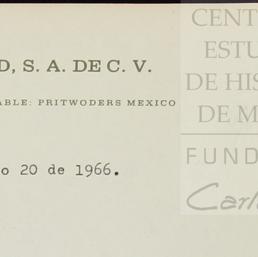 D, S. A. DE C. V.
ABLE: PRITWODERS MEXICO
o 20 de 1966.
CENT
ESTU
DE HIS
DE M
FUND
Carl